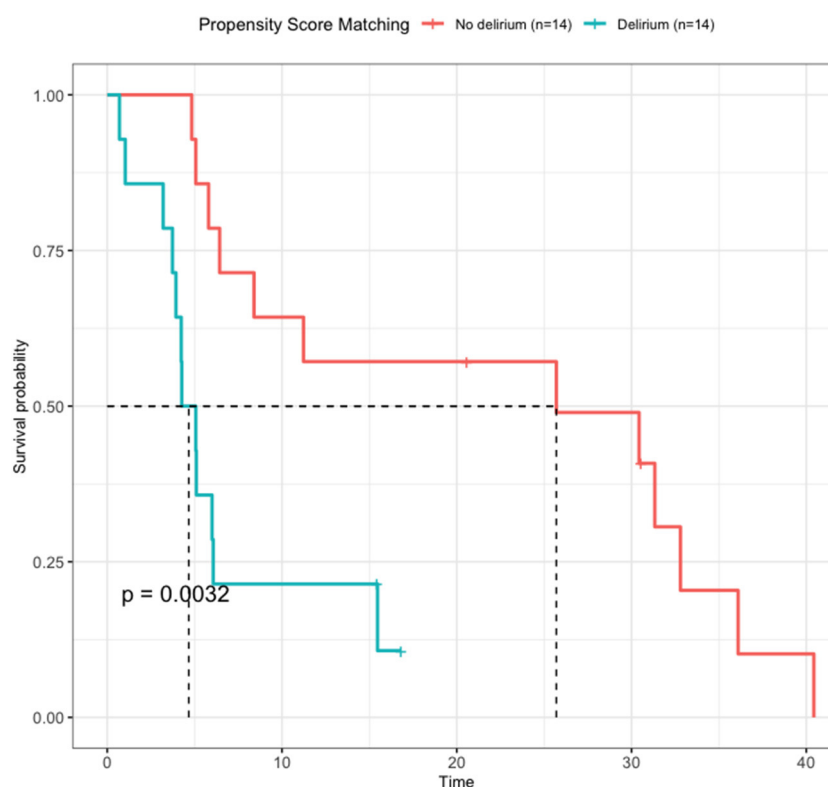 Propensity Score Matching No delirium (n=14) Delirium (n=14)
1.00
0.75
0.50
0.25
0.00
Survival probability
p = 0.0032
0 10 20 30 40
Time